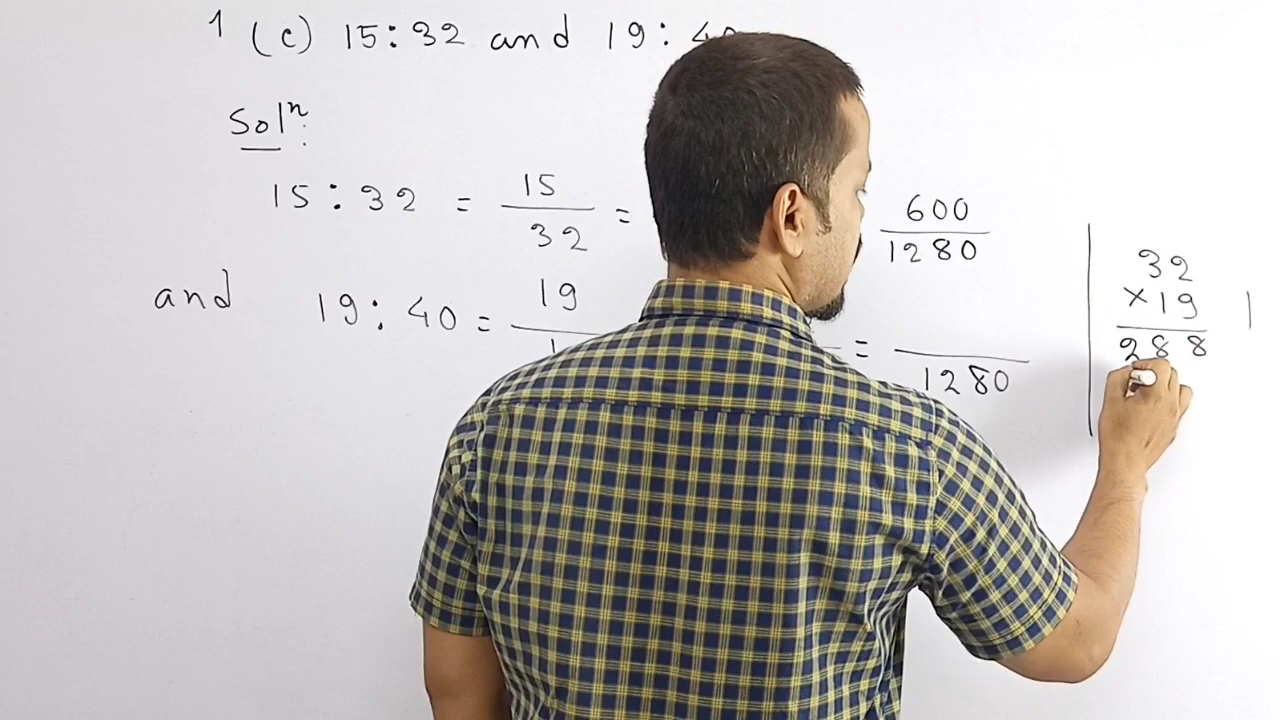 1 (c) 15:32 and 19:40
Solⁿ:
15:32 = 15/32 = 600/1280
and 19:40 = 19/ = /1280
32
×19 1
288